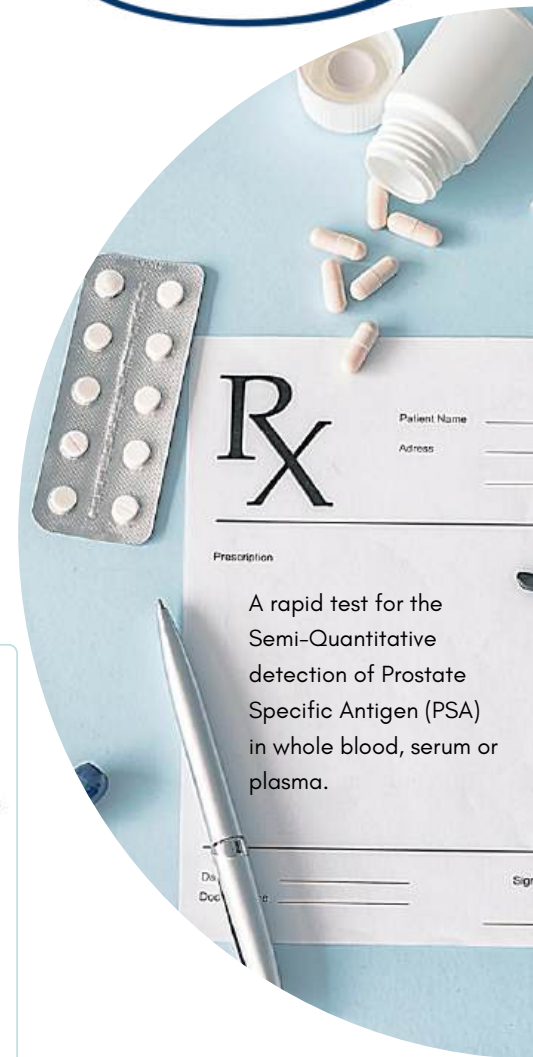 Rx
Patient Name
Adress
Prescription
A rapid test for the
Semi-Quantitative
detection of Prostate
Specific Antigen (PSA)
in whole blood, serum or
plasma.